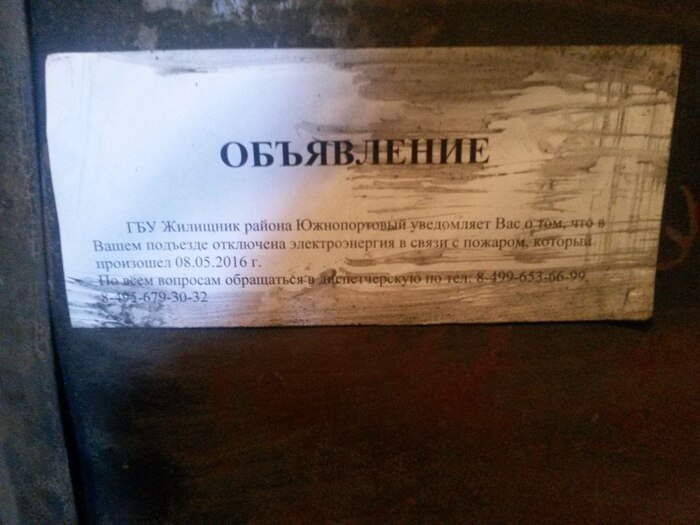 ОБЪЯВЛЕНИЕ
ГБУ Жилищник района Южнопортовый уведомляет Вас о том, что в
Вашем подъезде отключена электроэнергия в связи с пожаром, который
произошел 08.05.2016 г.
По всем вопросам обращаться в диспетчерскую по тел: 8-499-653-66-99,
8-495-679-30-32